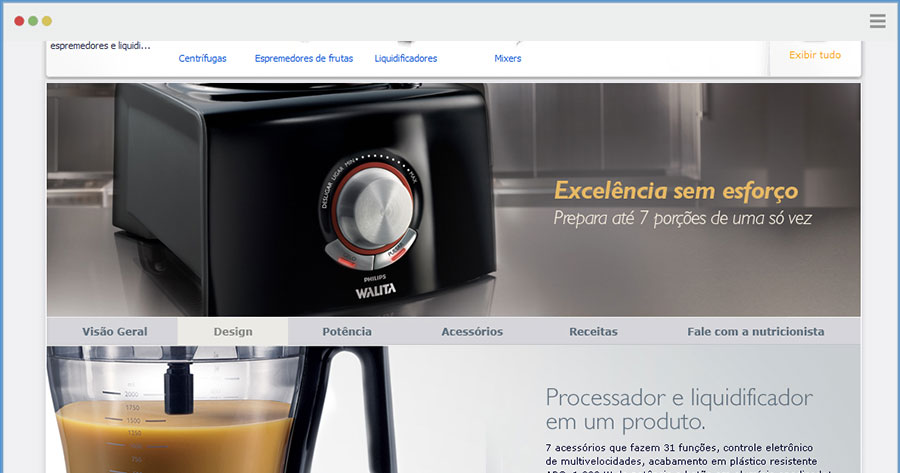 espremedores e liquidi...
Centrífugas
Espremedores de frutas
Liquidificadores
Mixers
Exibir tudo
DESLIGAR LIGAR MIN MAX
PULSAR
PHILIPS
WALITA
Excelência sem esforço
Prepara até 7 porções de uma só vez
Visão Geral
Design
Potência
Acessórios
Receitas
Fale com a nutricionista
2000
1750
1500
1250
Processador e liquidificador
em um produto.
7 acessórios que fazem 31 funções, controle eletrônico
de multivelocidades, acabamento em plástico resistente